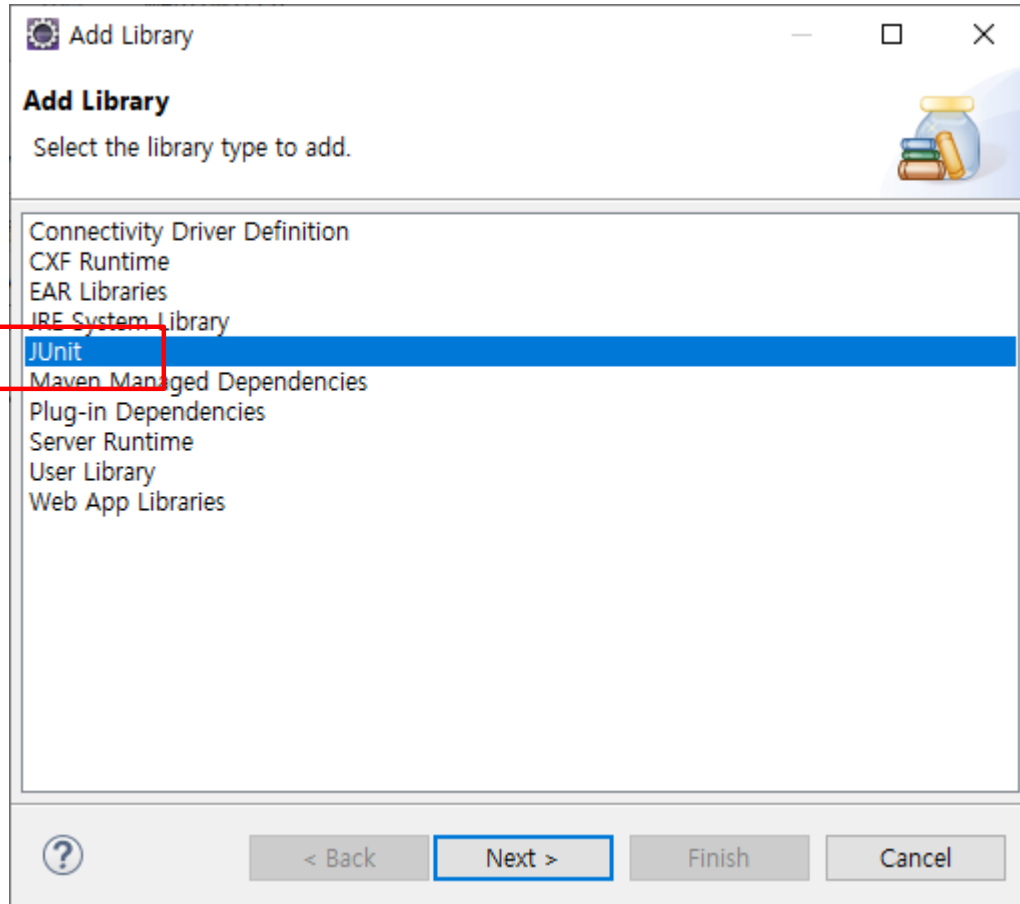 Add Library
Add Library
Select the library type to add.
Connectivity Driver Definition
CXF Runtime
EAR Libraries
JRE System Library
JUnit
Maven Managed Dependencies
Plug-in Dependencies
Server Runtime
User Library
Web App Libraries
?
< Back Next > Finish Cancel